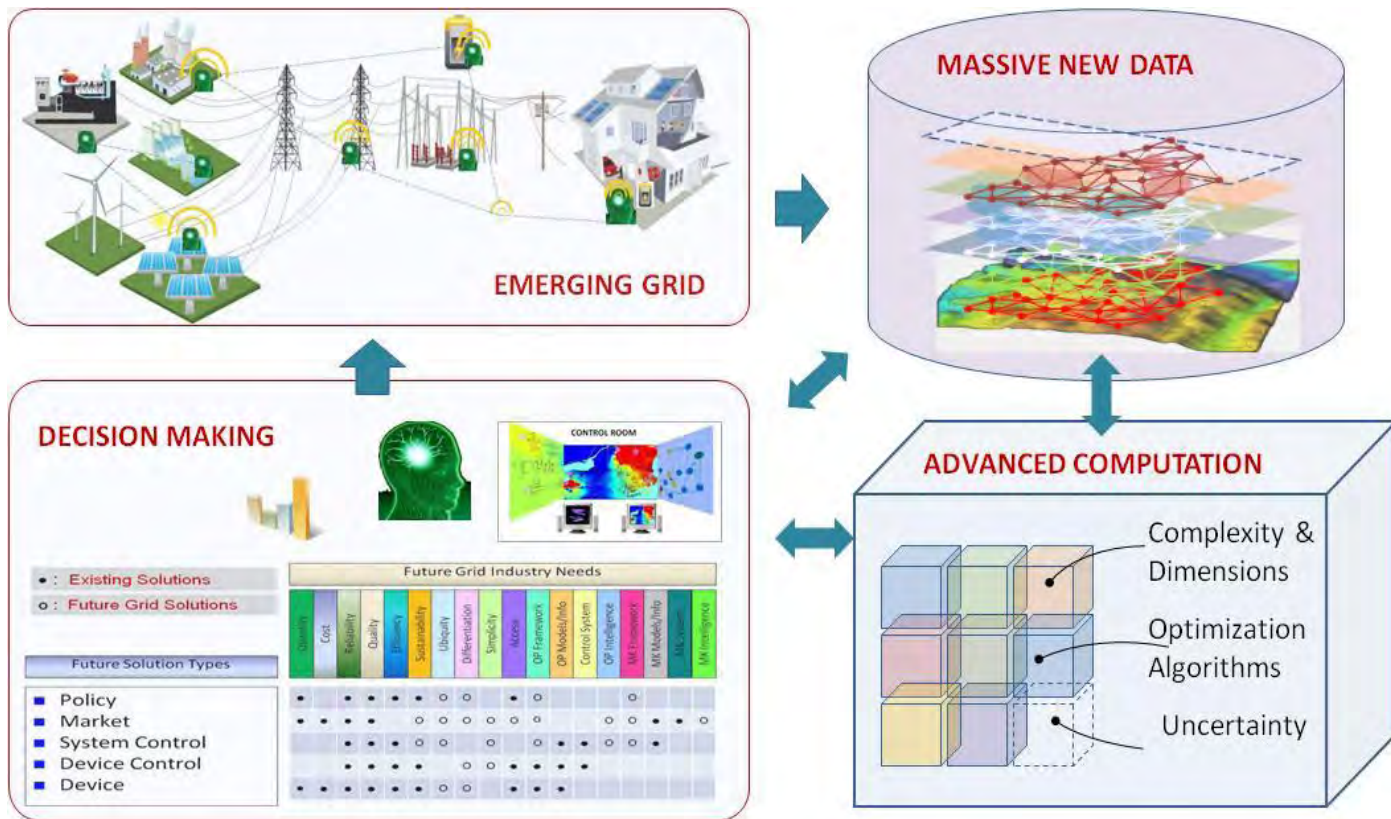 EMERGING GRID
MASSIVE NEW DATA
DECISION MAKING
CONTROL ROOM
● : Existing Solutions
○ : Future Grid Solutions
Future Grid Industry Needs
Quantity
Cost
Reliability
Quality
Efficiency
Sustainability
Ubiquity
Differentiation
Simplicity
Access
OP Framework
OP Models/Info
Control System
OP Intelligence
MK Framework
MK Models/Info
MK System
MK Intelligence
Future Solution Types
Policy
Market
System Control
Device Control
Device
ADVANCED COMPUTATION
Complexity &
Dimensions
Optimization
Algorithms
Uncertainty